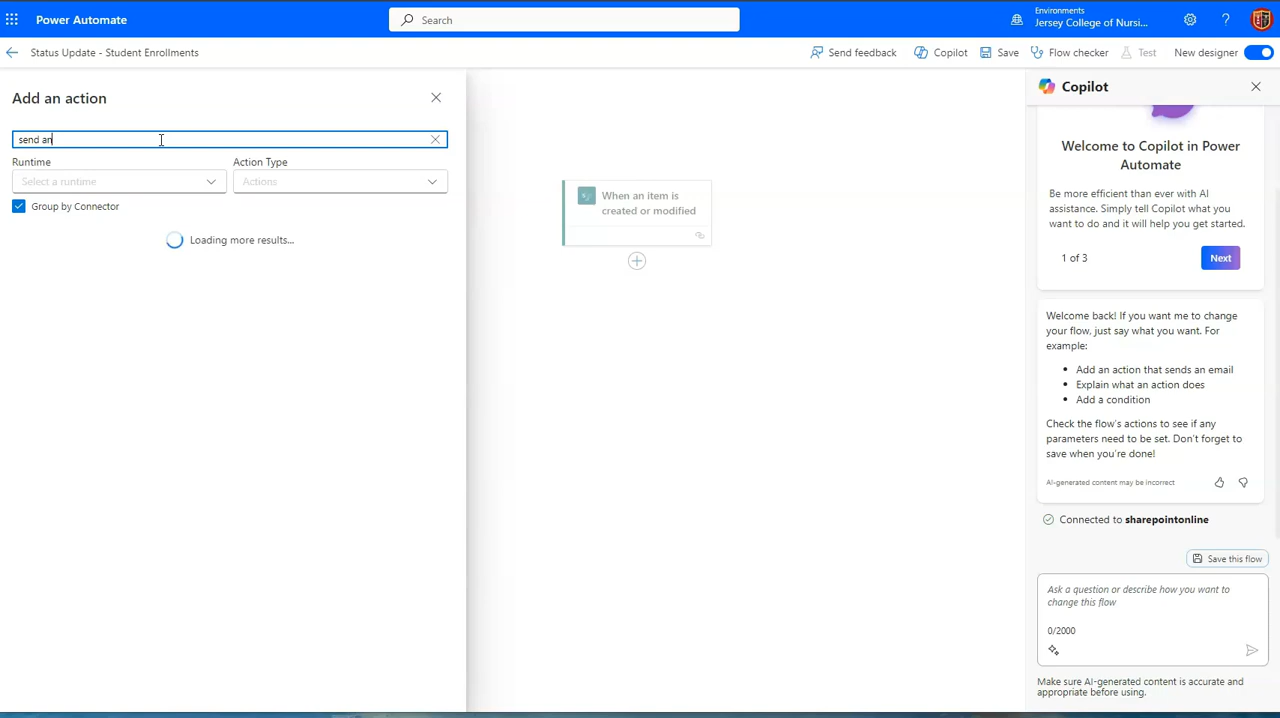 Power Automate
Search
Environments
Jersey College of Nursi...
Status Update - Student Enrollments
Send feedback
Copilot
Save
Flow checker
Test
New designer
Add an action
send an
Runtime
Action Type
Select a runtime
Actions
Group by Connector
Loading more results...
When an item is
created or modified
Copilot
Welcome to Copilot in Power
Automate
Be more efficient than ever with AI
assistance. Simply tell Copilot what you
want to do and it will help you get started.
1 of 3
Next
Welcome back! If you want me to change
your flow, just say what you want. For
example:
• Add an action that sends an email
• Explain what an action does
• Add a condition
Check the flow's actions to see if any
parameters need to be set. Don't forget to
save when you're done!
AI-generated content may be incorrect
Connected to sharepointonline
Save this flow
Ask a question or describe how you want to
change this flow
0/2000
Make sure AI-generated content is accurate and
appropriate before using.